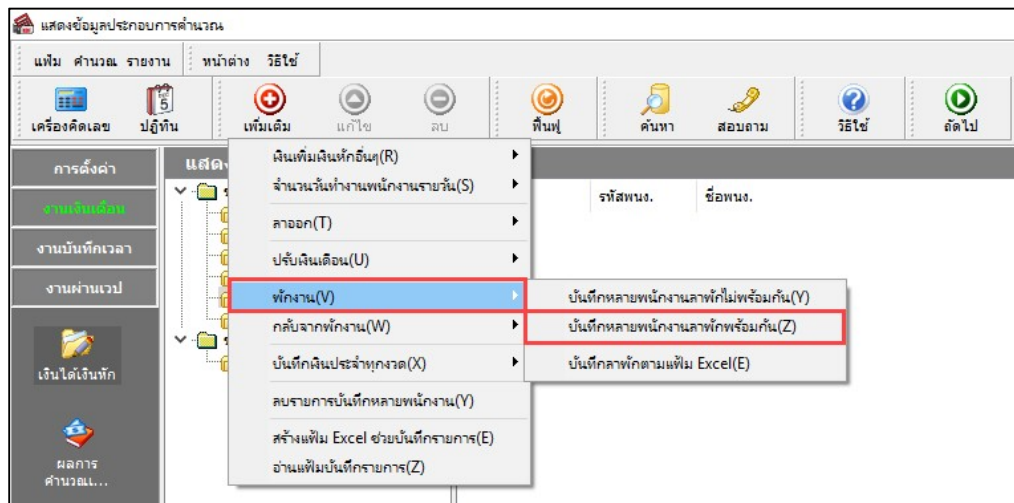 แสดงข้อมูลประกอบการคำนวณ
แฟ้ม คำนวณ รายงาน หน้าต่าง วิธีใช้
5
เครื่องคิดเลข ปฏิทิน เพิ่มเติม แก้ไข ลบ ฟื้นฟู ค้นหา สอบถาม วิธีใช้ ถัดไป
การตั้งค่า
งานเงินเดือน
งานบันทึกเวลา
งานผ่านเวป
เงินได้เงินหัก
ผลการ
คำนวณเ...
แสดง
รหัสพนง. ชื่อพนง.
เงินเพิ่มเงินหักอื่นๆ(R)
จำนวนวันทำงานพนักงานรายวัน(S)
ลาออก(T)
ปรับเงินเดือน(U)
พักงาน(V)
กลับจากพักงาน(W)
บันทึกเงินประจำทุกงวด(X)
ลบรายการบันทึกหลายพนักงาน(Y)
สร้างแฟ้ม Excel ช่วยบันทึกรายการ(E)
อ่านแฟ้มบันทึกรายการ(Z)
บันทึกหลายพนักงานลาพักไม่พร้อมกัน(Y)
บันทึกหลายพนักงานลาพักพร้อมกัน(Z)
บันทึกลาพักตามแฟ้ม Excel(E)